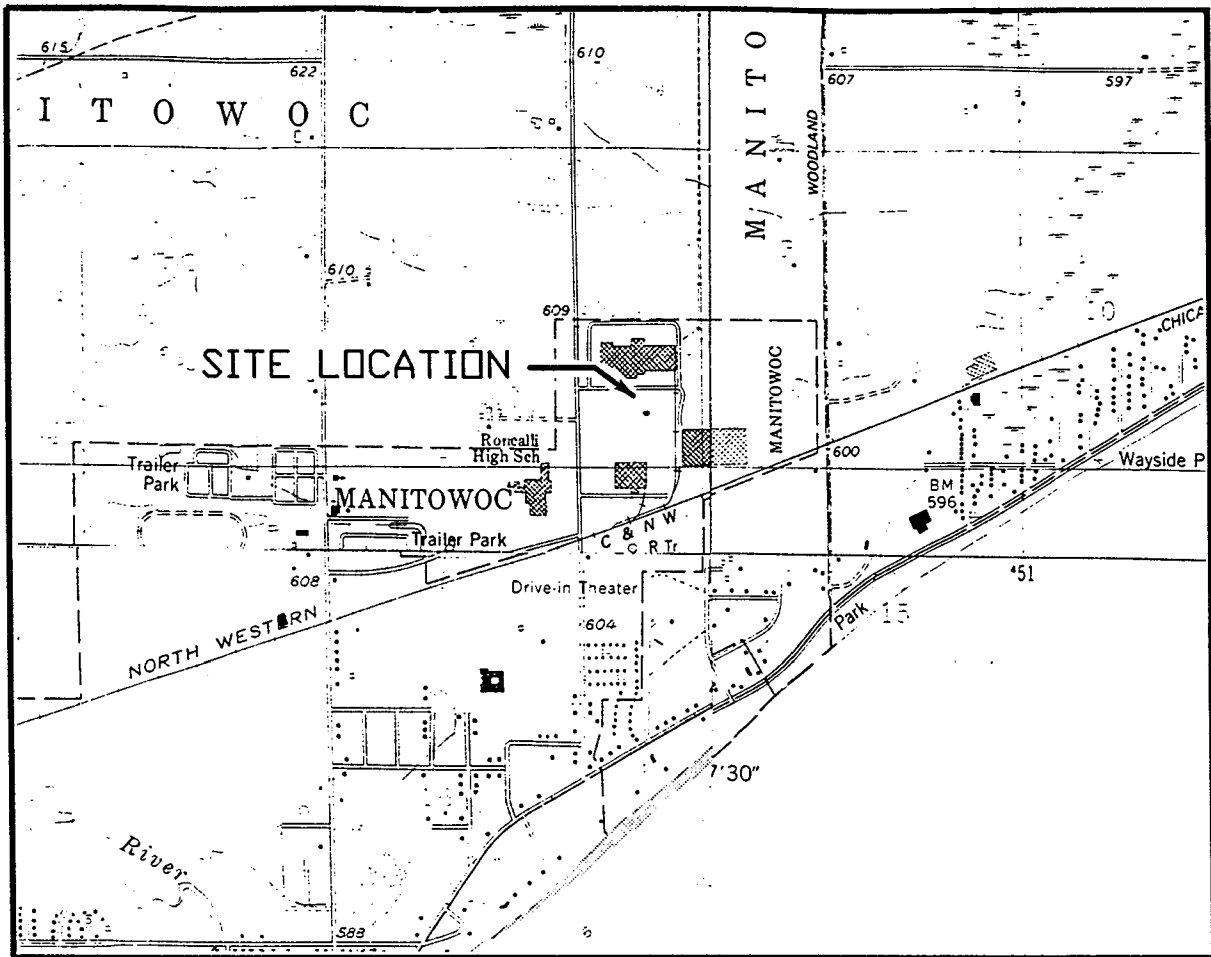 615
622
610
607
597
I T O W O C
M A N I T O
WOODLAND
610
609
10
CHICA
SITE LOCATION
MANITOWOC
Roncalli
High Sch
600
Wayside P
Trailer
Park
BM
596
MANITOWOC
C & N W
R Tr
Trailer Park
608
Drive-in Theater
51
604
Park
15
NORTH WESTERN
7'30"
River
588